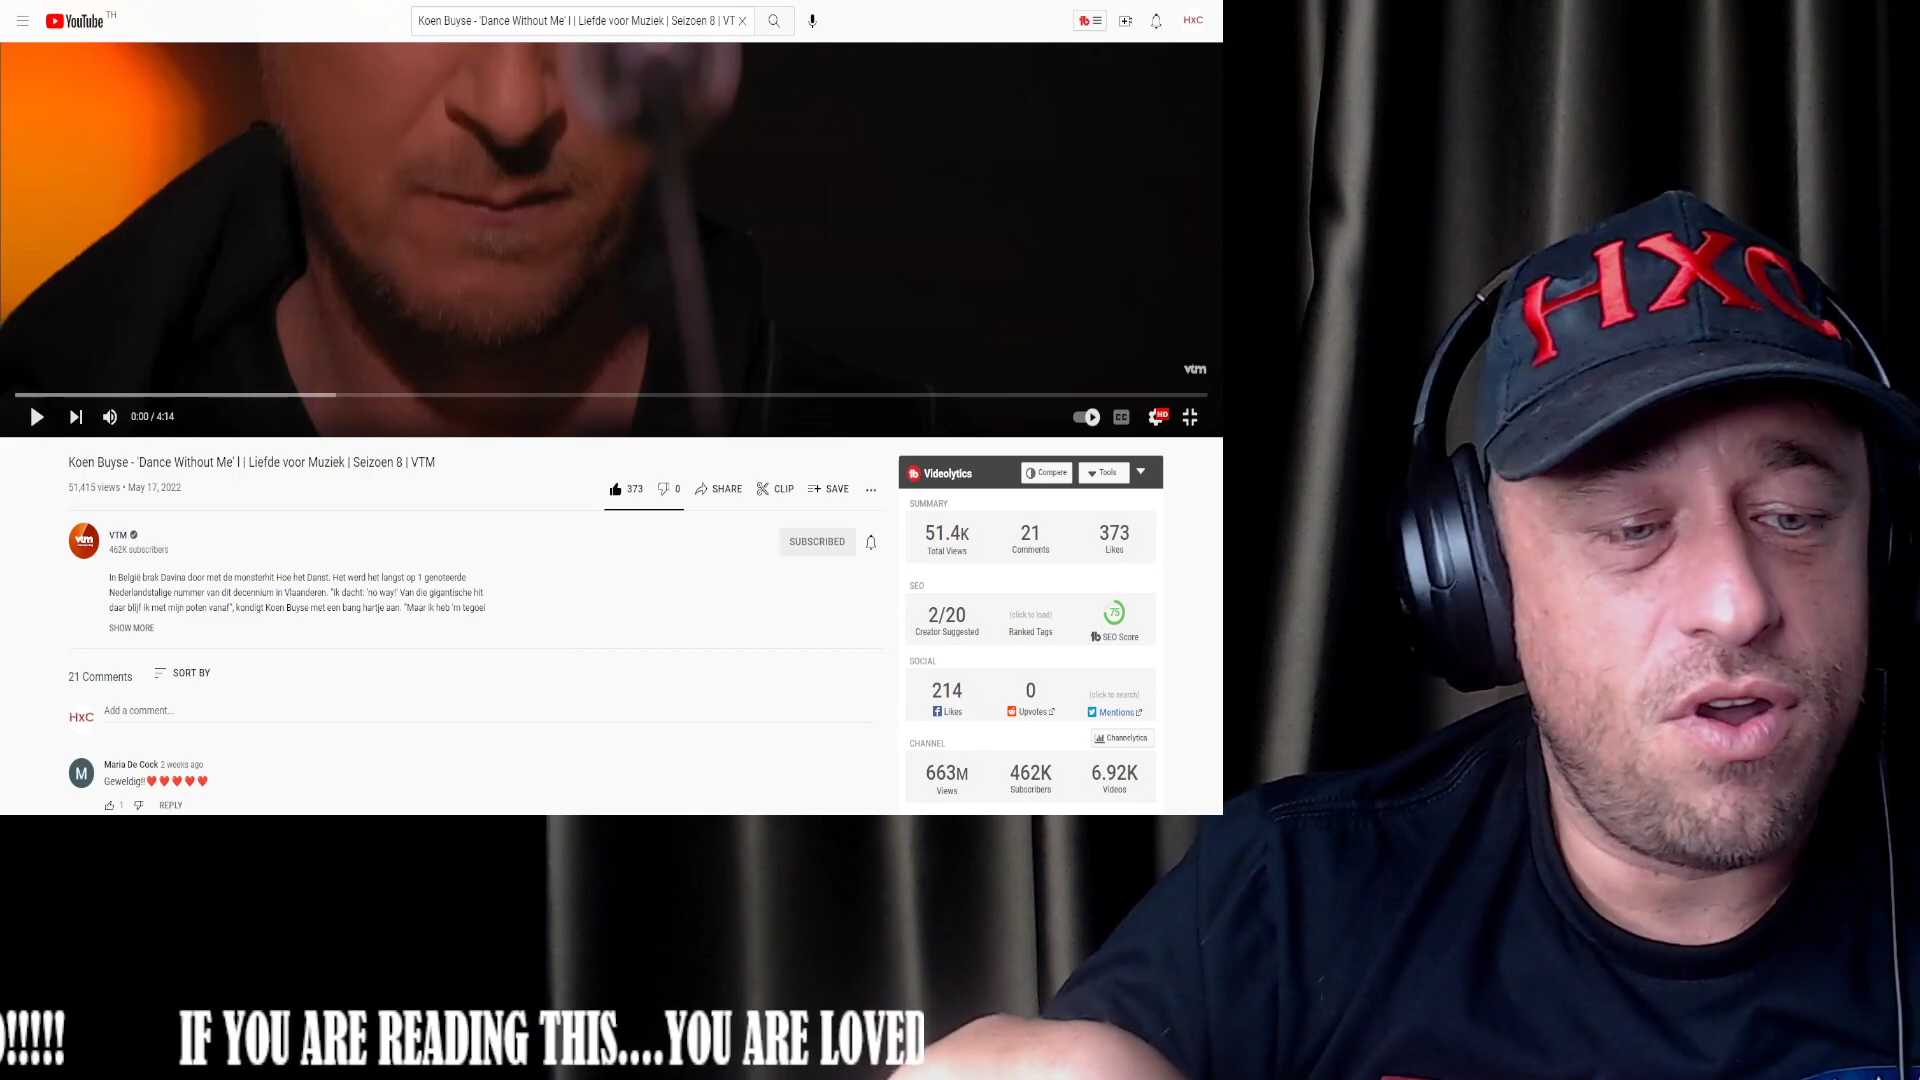 YouTube TH
Koen Buyse - 'Dance Without Me' l | Liefde voor Muziek | Seizoen 8 | VT
HxC
vtm
0:00 / 4:14
CC
HD
Koen Buyse - 'Dance Without Me' l | Liefde voor Muziek | Seizoen 8 | VTM
51,415 views • May 17, 2022
373 0 SHARE CLIP SAVE ...
vtm
VTM
462K subscribers
SUBSCRIBED
In België brak Davina door met de monsterhit Hoe het Danst. Het werd het langst op 1 genoteerde
Nederlandstalige nummer van dit decennium in Vlaanderen. "Ik dacht: 'no way!' Van die gigantische hit
daar blijf ik met mijn poten vanaf", kondigt Koen Buyse met een bang hartje aan. "Maar ik heb 'm tegoei
SHOW MORE
21 Comments SORT BY
HxC Add a comment...
M
Maria De Cock 2 weeks ago
Geweldig!!❤️❤️❤️❤️❤️
1 REPLY
tb Videolytics Compare Tools
SUMMARY
51.4K 21 373
Total Views Comments Likes
SEO
2/20 (click to load) 75
Creator Suggested Ranked Tags tb SEO Score
SOCIAL
214 0 (click to search)
Likes Upvotes Mentions
CHANNEL Channelytics
663M 462K 6.92K
Views Subscribers Videos
HXC
!!!!! IF YOU ARE READING THIS....YOU ARE LOVED